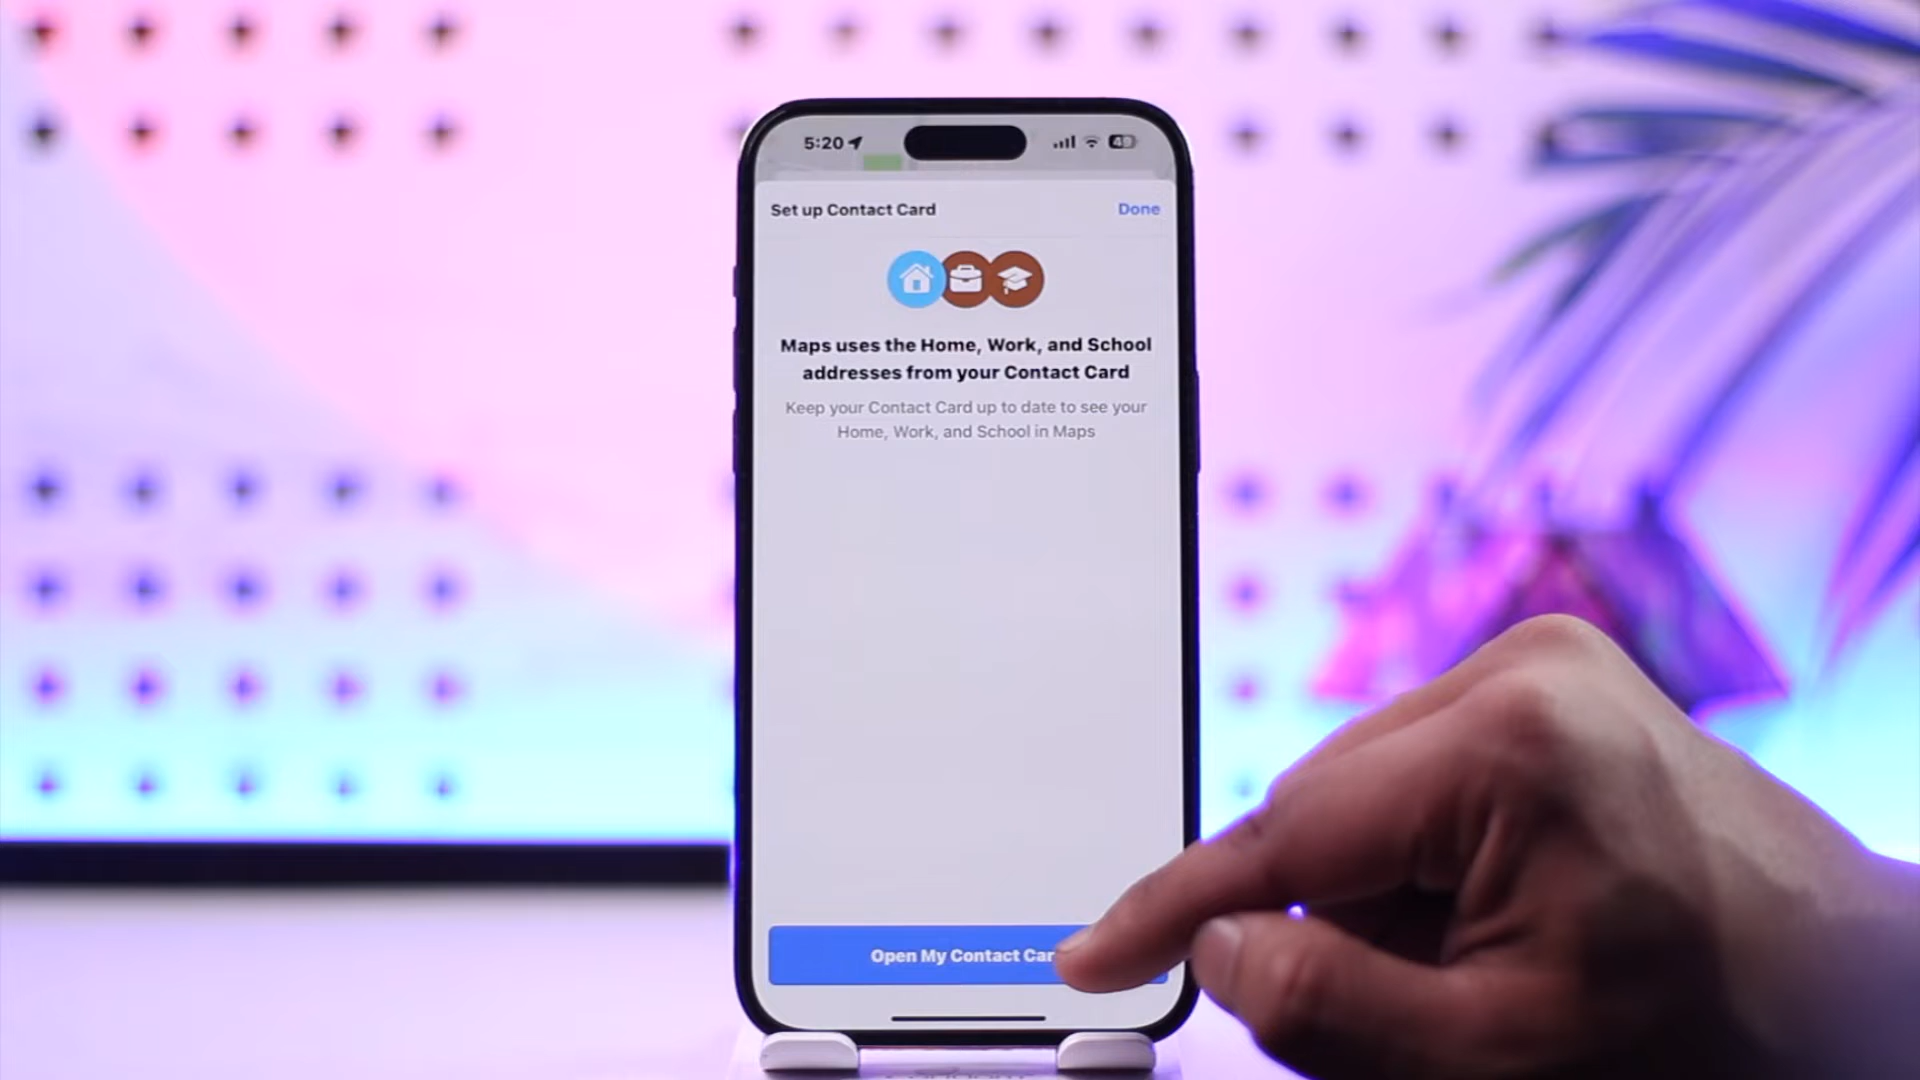 5:20
Set up Contact Card
Done
Maps uses the Home, Work, and School
addresses from your Contact Card
Keep your Contact Card up to date to see your
Home, Work, and School in Maps
Open My Contact Car